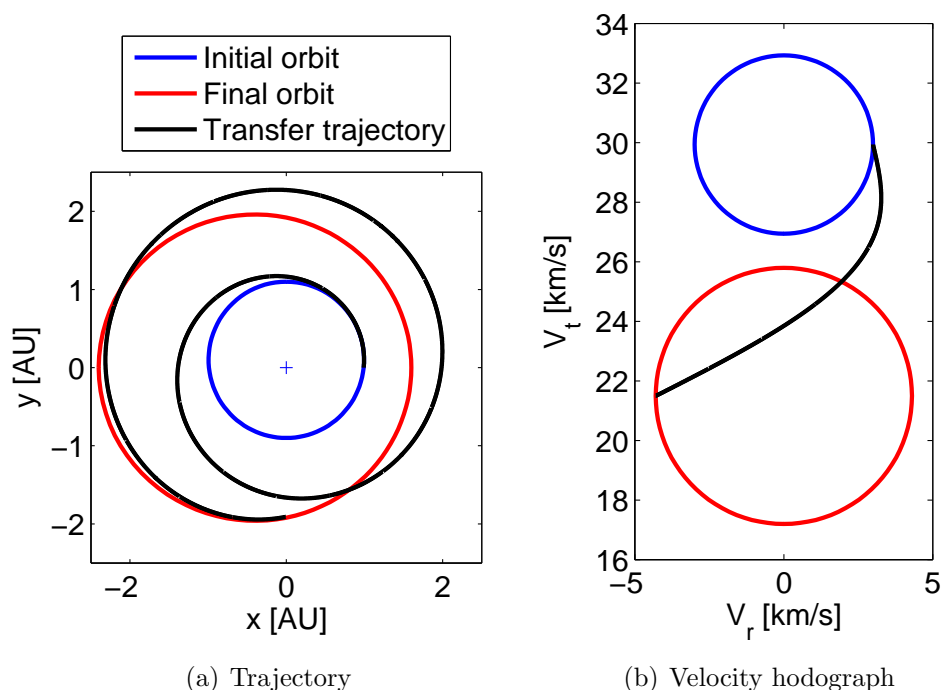 Initial orbit
Final orbit
Transfer trajectory
2
1
0
−1
−2
y [AU]
−2
0
2
x [AU]
(a) Trajectory
34
32
30
28
26
24
22
20
18
16
V_t [km/s]
−5
0
5
V_r [km/s]
(b) Velocity hodograph